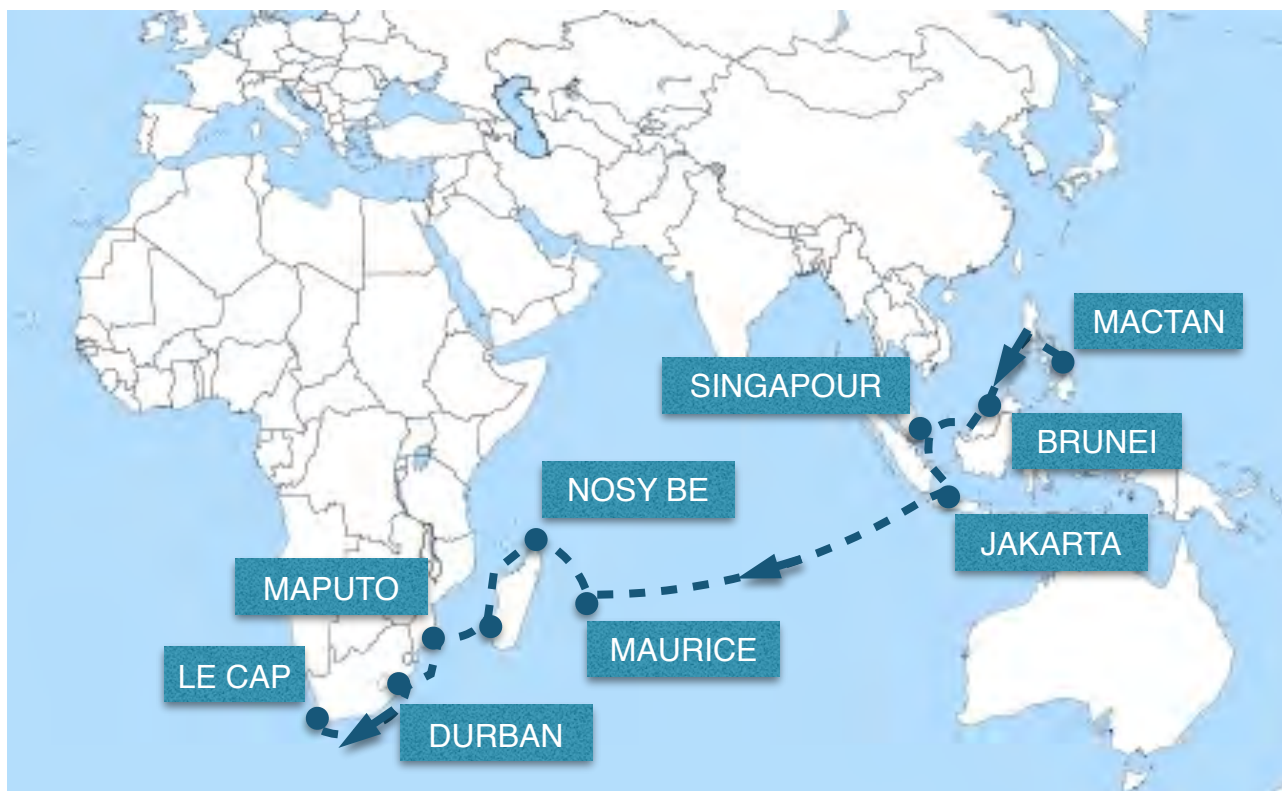 MACTAN
SINGAPOUR
BRUNEI
NOSY BE
JAKARTA
MAPUTO
MAURICE
LE CAP
DURBAN